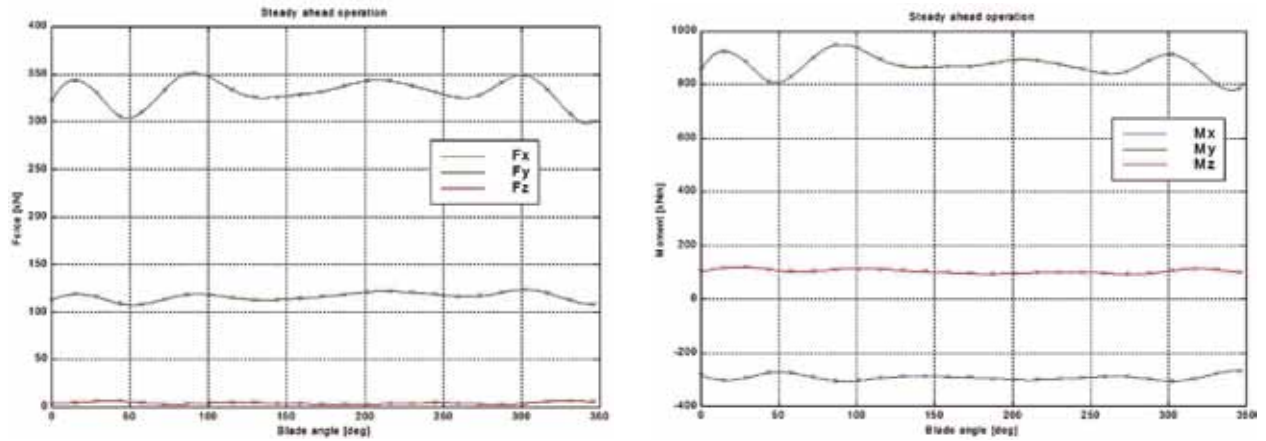 Steady ahead operation
400
350
300
250
200
150
100
50
0
Force [kN]
Fx
Fy
Fz
0 50 100 150 200 250 300 350
Blade angle [deg]
Steady ahead operation
1000
800
600
400
200
0
-200
-400
Moment [kNm]
Mx
My
Mz
0 50 100 150 200 250 300 350
Blade angle [deg]